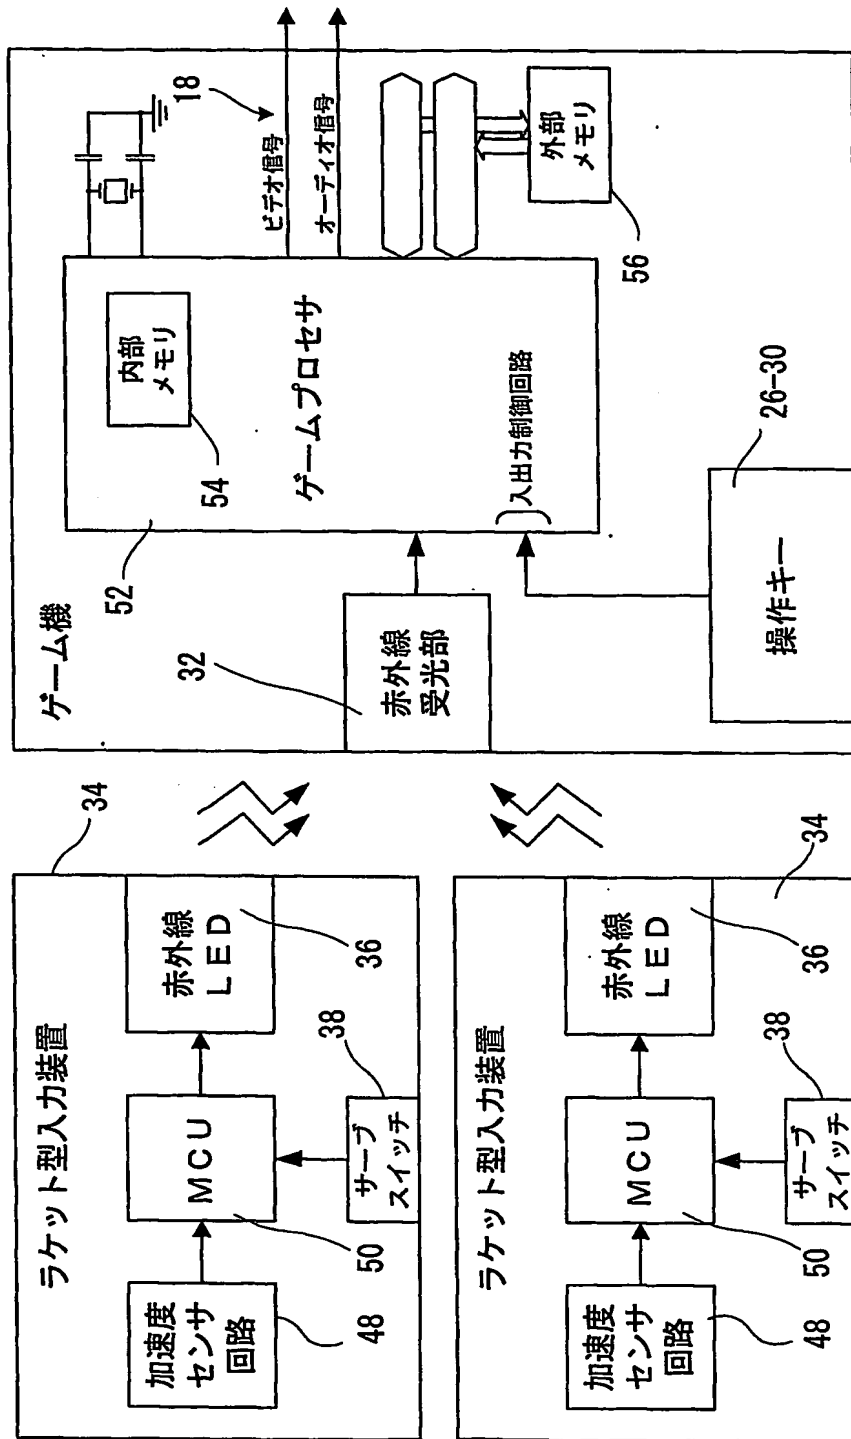 ラケット型入力装置
34
加速度
センサ
回路
48
MCU
50
赤外線
LED
36
サーブ
スイッチ
38
ラケット型入力装置
34
加速度
センサ
回路
48
MCU
50
赤外線
LED
36
サーブ
スイッチ
38
ゲーム機
18
赤外線
受光部
32
52
ゲームプロセサ
内部
メモリ
54
入出力制御回路
ビデオ信号
オーディオ信号
外部
メモリ
56
操作キー
26-30